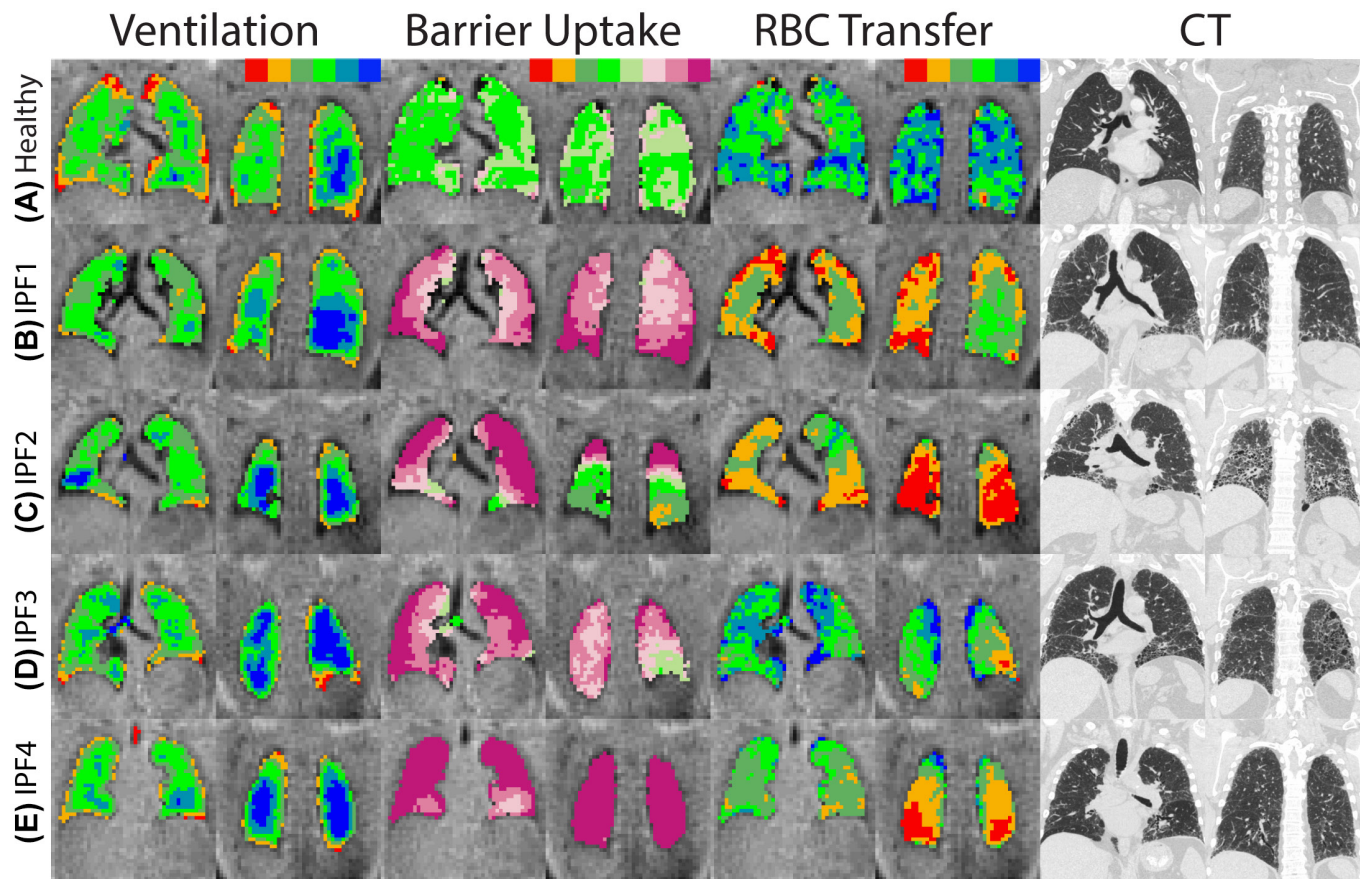 Ventilation Barrier Uptake RBC Transfer CT
(A) Healthy
(B) IPF1
(C) IPF2
(D) IPF3
(E) IPF4